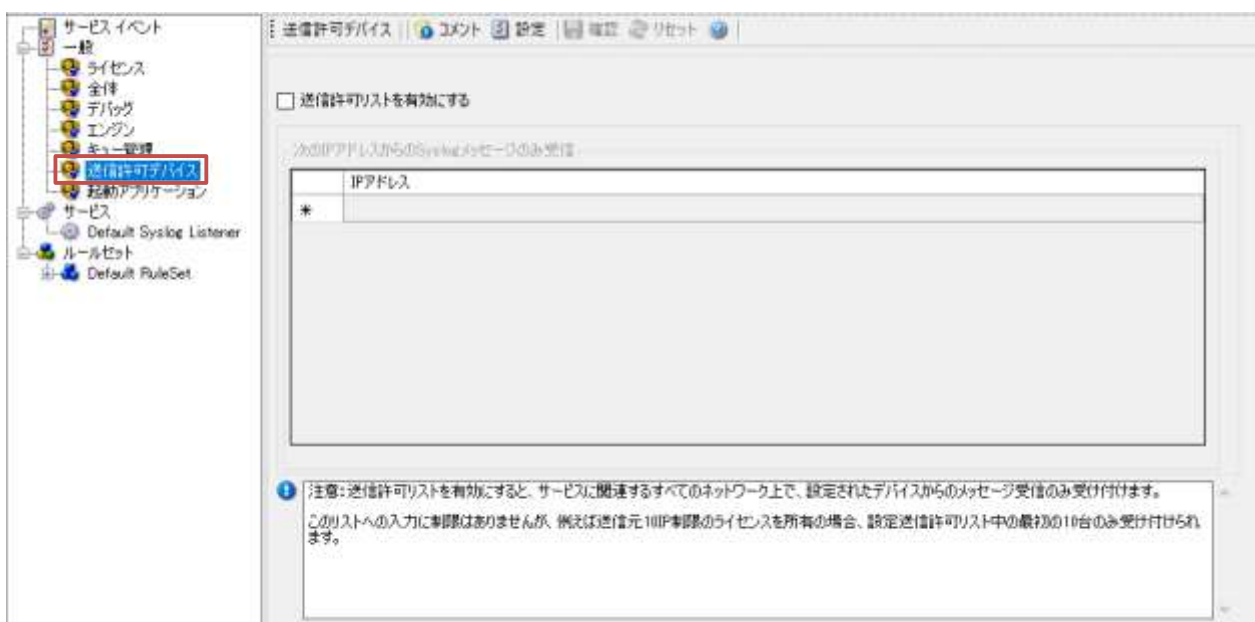 サービス イベント
一般
ライセンス
全体
デバッグ
エンジン
キュー管理
送信許可デバイス
起動アプリケーション
サービス
Default Syslog Listener
ルールセット
Default RuleSet
送信許可デバイス コメント 設定 確認 リセット
送信許可リストを有効にする
次のIPアドレスからのSyslogメッセージのみ受信
IPアドレス
*
注意：送信許可リストを有効にすると、サービスに関連するすべてのネットワーク上で、設定されたデバイスからのメッセージ受信のみ受け付けます。
このリストへの入力に制限はありませんが、例えば送信元10IP制限のライセンスを所有の場合、設定送信許可リスト中の最初の10台のみ受け付けられ
ます。